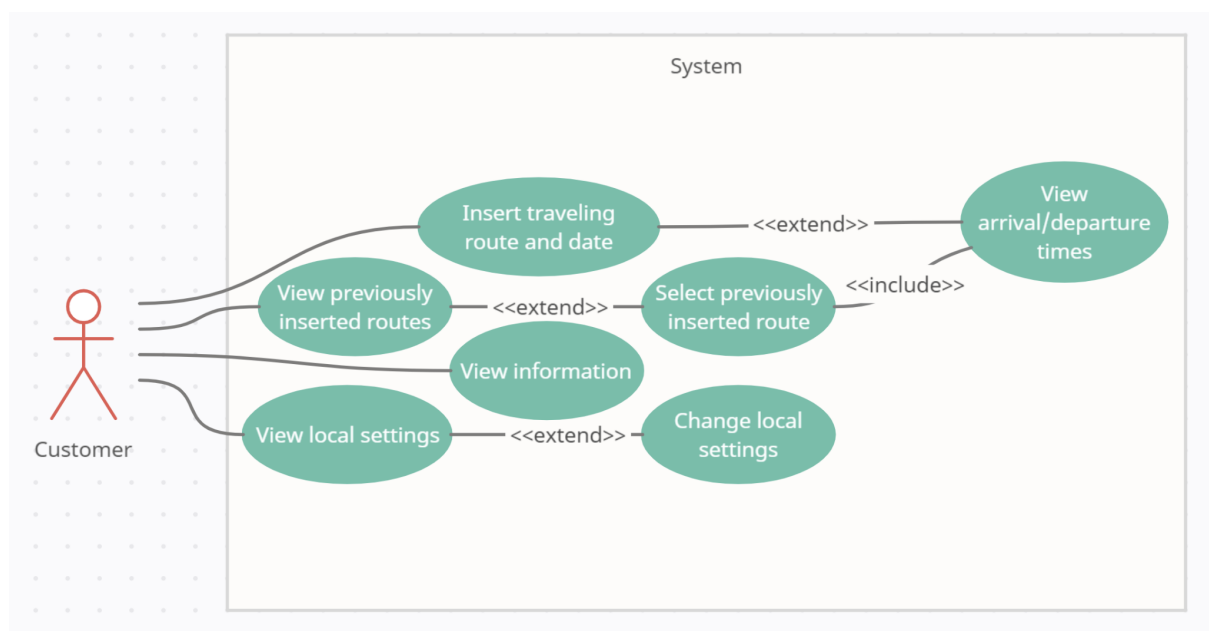 System
View
arrival/departure
times
Insert traveling
route and date
<<extend>>
<<include>>
View previously
inserted routes
<<extend>>
Select previously
inserted route
View information
View local settings
<<extend>>
Change local
settings
Customer